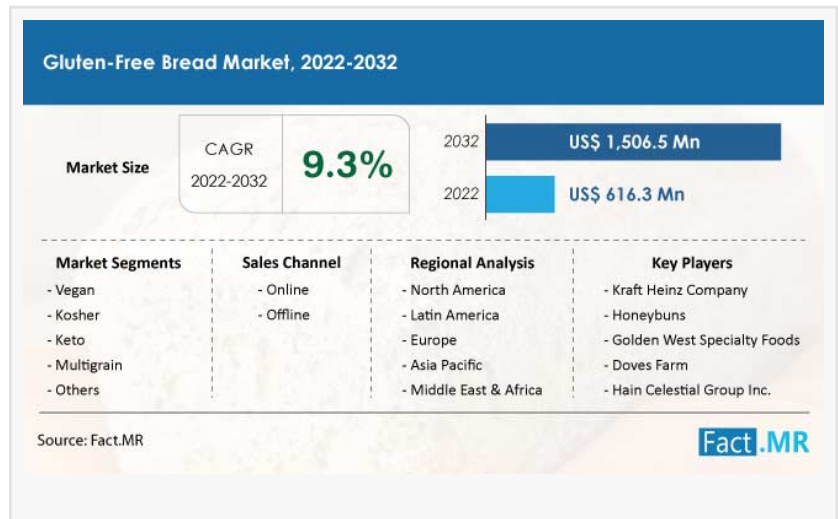 Gluten-Free Bread Market, 2022-2032
Market Size
CAGR
2022-2032
9.3%
2032
US$ 1,506.5 Mn
2022
US$ 616.3 Mn
Market Segments
- Vegan
- Kosher
- Keto
- Multigrain
- Others
Sales Channel
- Online
- Offline
Regional Analysis
- North America
- Latin America
- Europe
- Asia Pacific
- Middle East & Africa
Key Players
- Kraft Heinz Company
- Honeybuns
- Golden West Specialty Foods
- Doves Farm
- Hain Celestial Group Inc.
Source: Fact.MR
Fact.MR